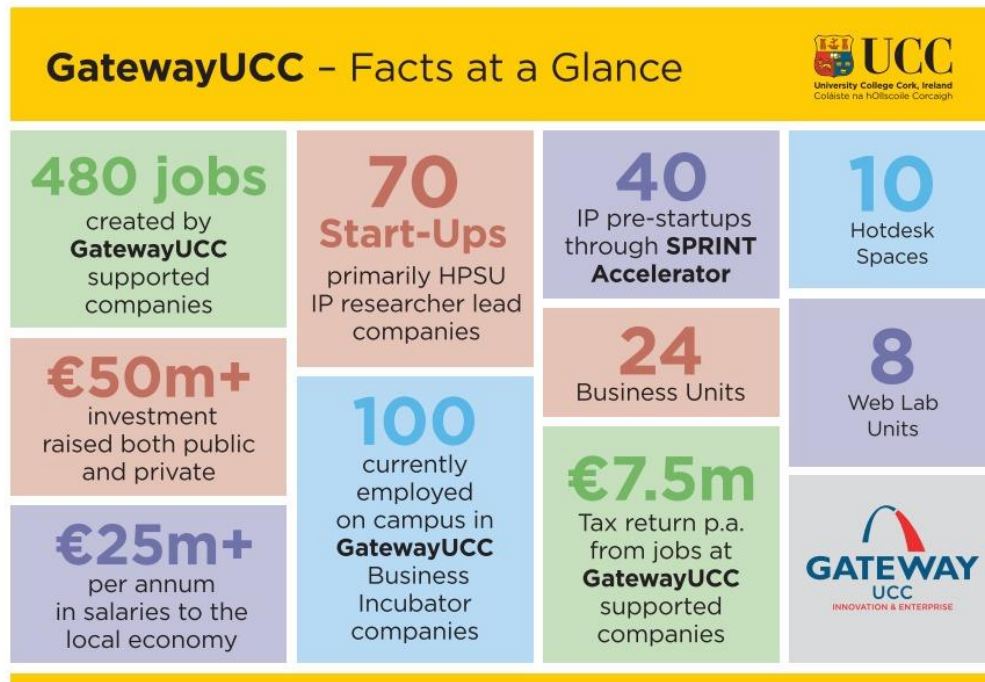 GatewayUCC – Facts at a Glance
UCC
University College Cork, Ireland
Coláiste na hOllscoile Corcaigh
480 jobs
created by
GatewayUCC
supported
companies
€50m+
investment
raised both public
and private
€25m+
per annum
in salaries to the
local economy
70
Start-Ups
primarily HPSU
IP researcher lead
companies
100
currently
employed
on campus in
GatewayUCC
Business
Incubator
companies
40
IP pre-startups
through SPRINT
Accelerator
24
Business Units
€7.5m
Tax return p.a.
from jobs at
GatewayUCC
supported
companies
10
Hotdesk
Spaces
8
Web Lab
Units
GATEWAY
UCC
INNOVATION & ENTERPRISE